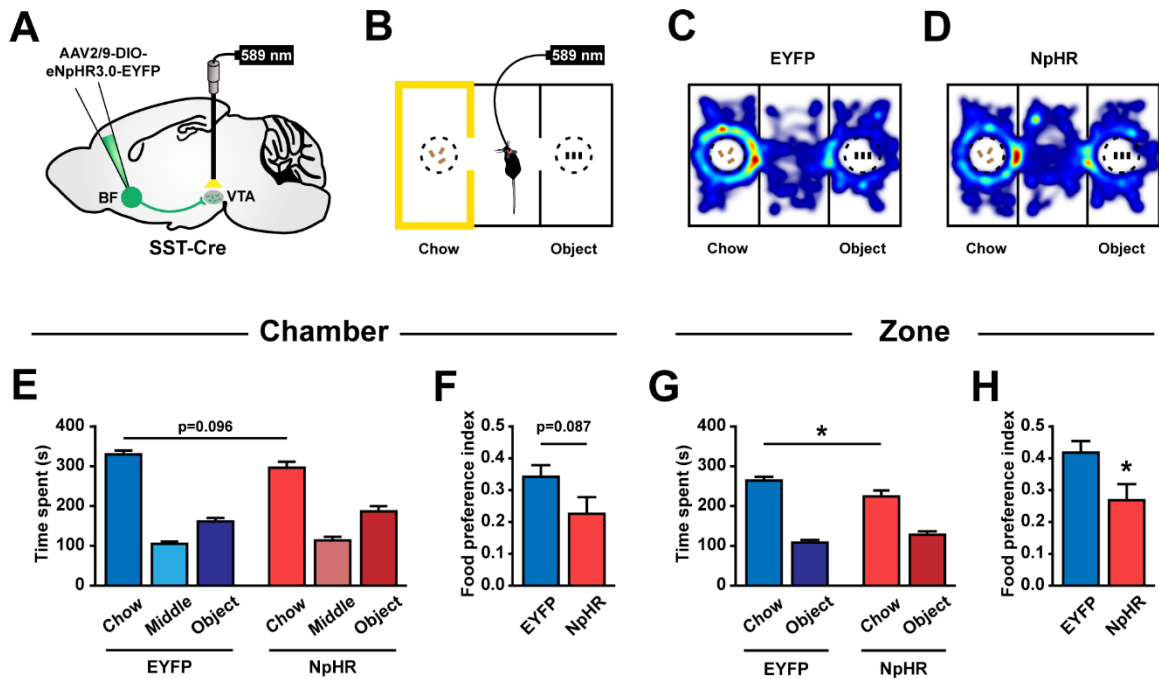 A
AAV2/9-DIO-
eNpHR3.0-EYFP
589 nm
BF
VTA
SST-Cre
B
589 nm
Chow
Object
C
EYFP
Chow
Object
D
NpHR
Chow
Object
Chamber
Zone
E
Time spent (s)
400
300
200
100
0
p=0.096
Chow
Middle
Object
Chow
Middle
Object
EYFP
NpHR
F
Food preference index
0.5
0.4
0.3
0.2
0.1
0.0
p=0.087
EYFP
NpHR
G
Time spent (s)
400
300
200
100
0
*
Chow
Object
Chow
Object
EYFP
NpHR
H
Food preference index
0.5
0.4
0.3
0.2
0.1
0.0
*
EYFP
NpHR